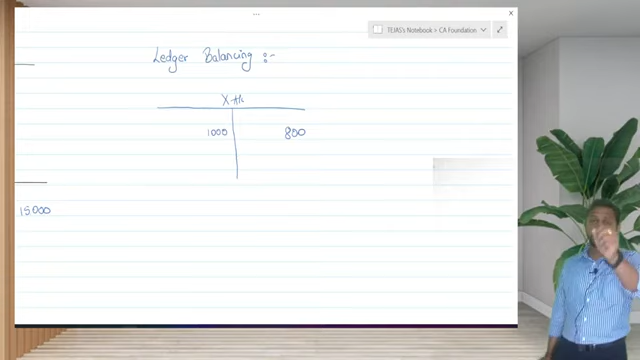 TEJAS's Notebook > CA Foundation
Ledger Balancing :-
X A/c
1000 800
15000